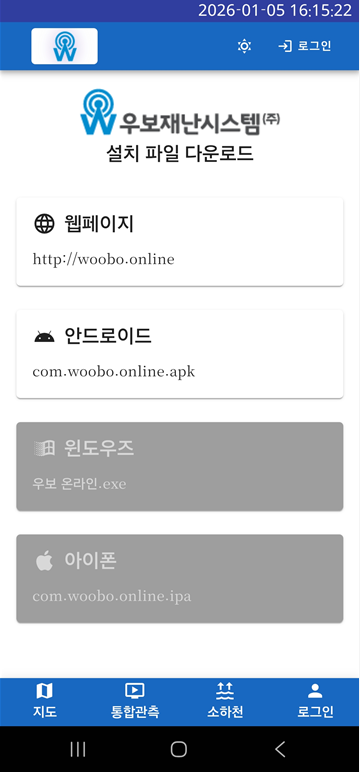 2026-01-05 16:15:22
로그인
우보재난시스템(주)
설치 파일 다운로드
웹페이지
http://woobo.online
안드로이드
com.woobo.online.apk
윈도우즈
우보 온라인.exe
아이폰
com.woobo.online.ipa
지도 통합관측 소하천 로그인